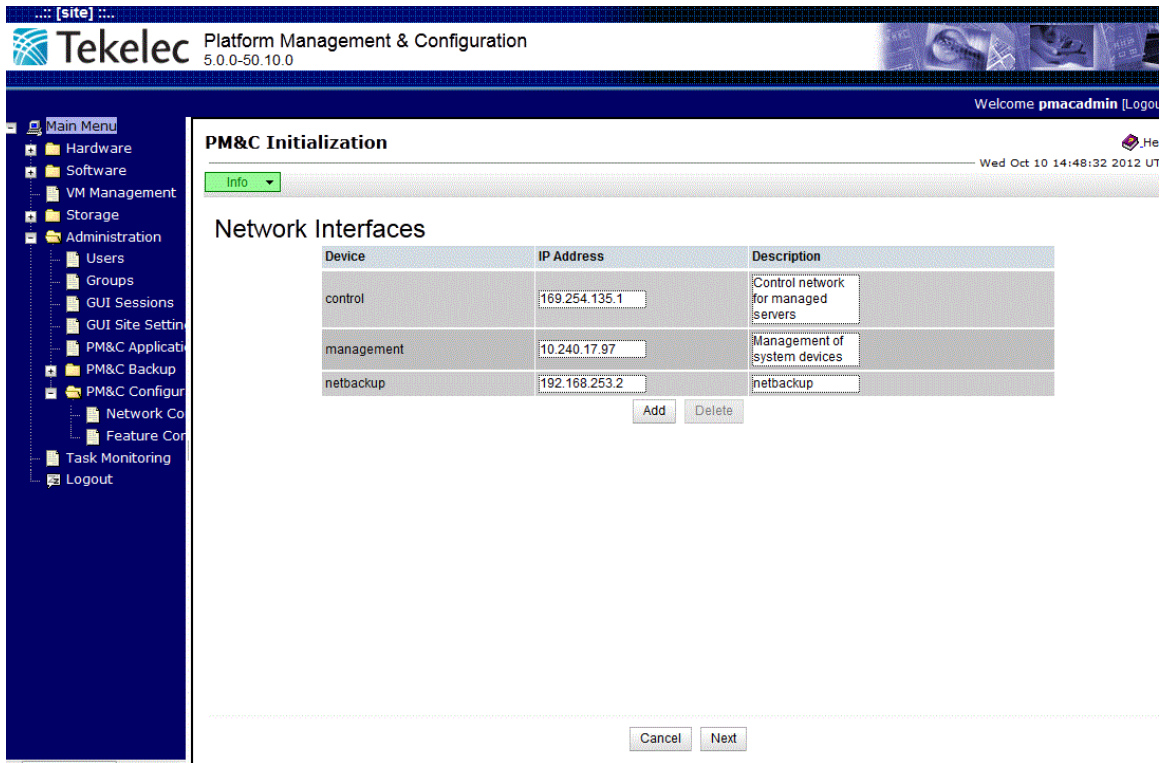 ..:: [site] ::..
Tekelec Platform Management & Configuration
5.0.0-50.10.0
Welcome pmacadmin [Logou
Main Menu
Hardware
Software
VM Management
Storage
Administration
Users
Groups
GUI Sessions
GUI Site Settin
PM&C Applicati
PM&C Backup
PM&C Configur
Network Co
Feature Con
Task Monitoring
Logout
PM&C Initialization
He
Wed Oct 10 14:48:32 2012 UT
Info
Network Interfaces
Device IP Address Description
control 169.254.135.1 Control network
for managed
servers
management 10.240.17.97 Management of
system devices
netbackup 192.168.253.2 netbackup
Add Delete
Cancel Next